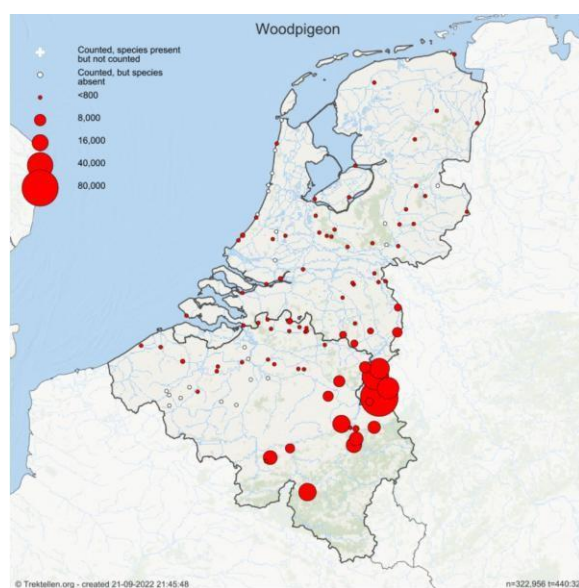 Woodpigeon
Counted, species present
but not counted
Counted, but species
absent
<800
8,000
16,000
40,000
80,000
© Trektellen.org - created 21-09-2022 21:45:48
n=322,956 t=440:32